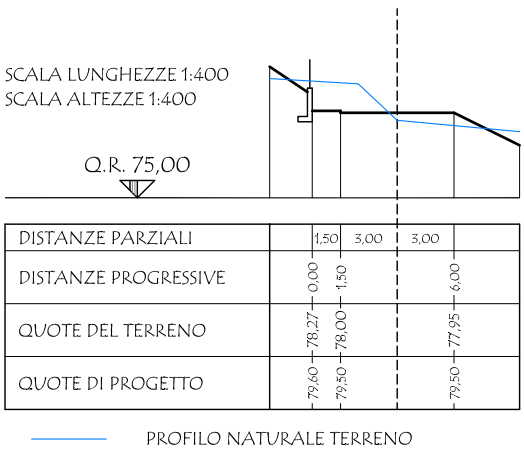 SCALA LUNGHEZZE 1:400
SCALA ALTEZZE 1:400
Q.R. 75,00
DISTANZE PARZIALI 1,50 3,00 3,00
DISTANZE PROGRESSIVE 0,00 1,50 6,00
QUOTE DEL TERRENO 78,27 78,00 77,95
QUOTE DI PROGETTO 79,60 79,50 79,50
PROFILO NATURALE TERRENO